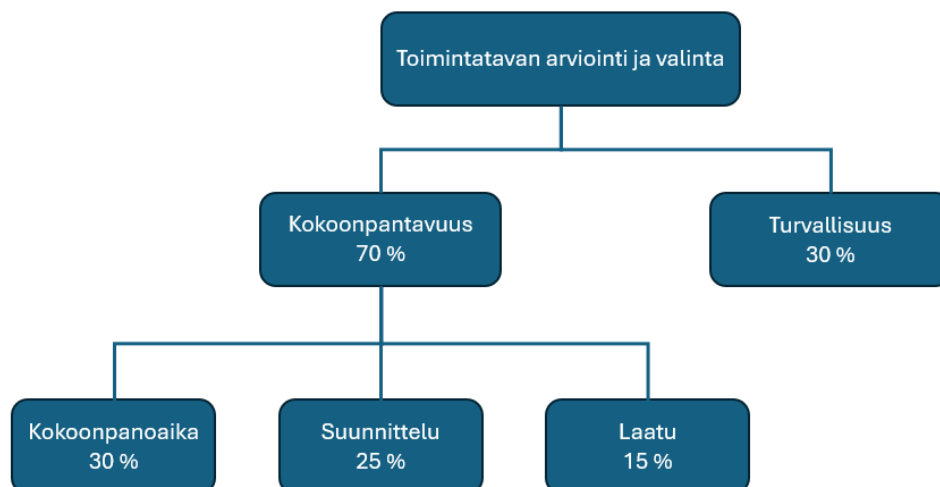 Toimintatavan arviointi ja valinta
Kokoonpantavuus
70 %
Turvallisuus
30 %
Kokoonpanoaika
30 %
Suunnittelu
25 %
Laatu
15 %